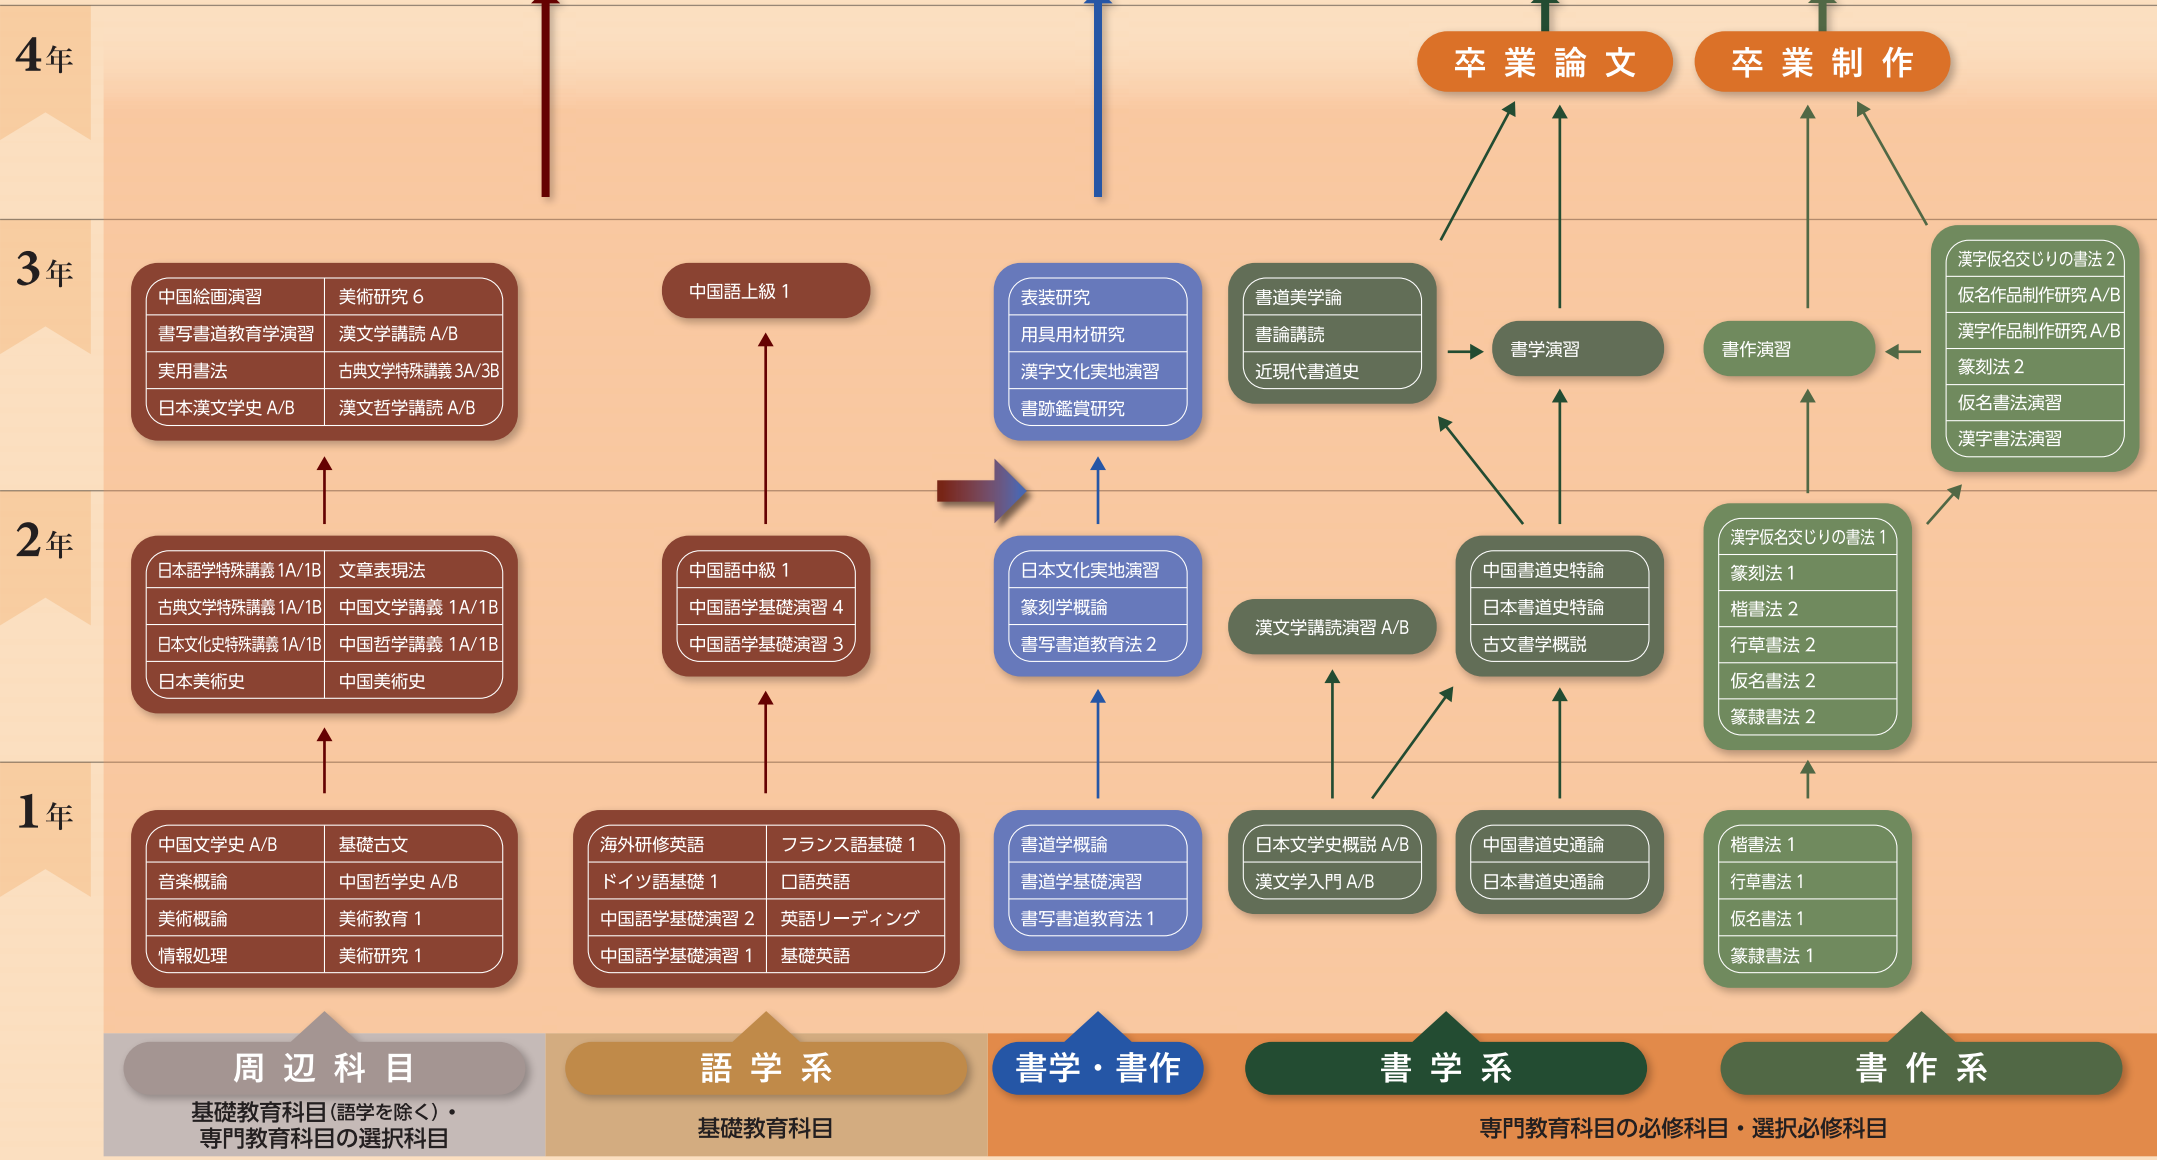 4年
卒業論文
卒業制作
3年
中国絵画演習
美術研究 6
書写書道教育学演習
漢文学講読 A/B
実用書法
古典文学特殊講義 3A/3B
日本漢文学史 A/B
漢文哲学講読 A/B
中国語上級 1
表装研究
用具用材研究
漢字文化実地演習
書跡鑑賞研究
書道美学論
書論講読
近現代書道史
書学演習
書作演習
漢字仮名交じりの書法 2
仮名作品制作研究 A/B
漢字作品制作研究 A/B
篆刻法 2
仮名書法演習
漢字書法演習
2年
日本語学特殊講義 1A/1B
文章表現法
古典文学特殊講義 1A/1B
中国文学講義 1A/1B
日本文化史特殊講義 1A/1B
中国哲学講義 1A/1B
日本美術史
中国美術史
中国語中級 1
中国語学基礎演習 4
中国語学基礎演習 3
日本文化実地演習
篆刻学概論
書写書道教育法 2
漢文学講読演習 A/B
中国書道史特論
日本書道史特論
古文書学概説
漢字仮名交じりの書法 1
篆刻法 1
楷書法 2
行草書法 2
仮名書法 2
篆隷書法 2
1年
中国文学史 A/B
基礎古文
音楽概論
中国哲学史 A/B
美術概論
美術教育 1
情報処理
美術研究 1
海外研修英語
フランス語基礎 1
ドイツ語基礎 1
口語英語
中国語学基礎演習 2
英語リーディング
中国語学基礎演習 1
基礎英語
書道学概論
書道学基礎演習
書写書道教育法 1
日本文学史概説 A/B
漢文学入門 A/B
中国書道史通論
日本書道史通論
楷書法 1
行草書法 1
仮名書法 1
篆隷書法 1
周辺科目
基礎教育科目（語学を除く）・
専門教育科目の選択科目
語学系
基礎教育科目
書学・書作
書学系
書作系
専門教育科目の必修科目・選択必修科目